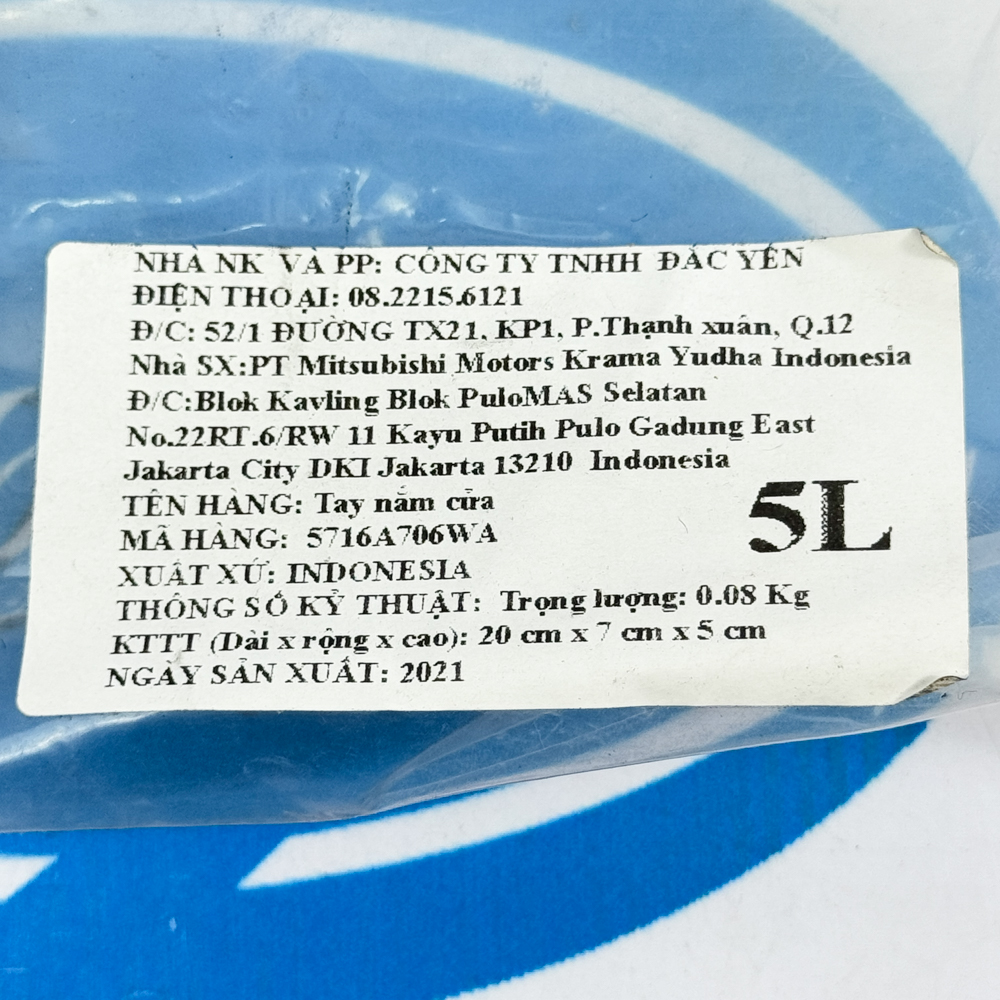 NHÀ NK VÀ PP: CÔNG TY TNHH ĐẮC YẾN
ĐIỆN THOẠI: 08.2215.6121
Đ/C: 52/1 ĐƯỜNG TX21, KP1, P.Thạnh xuân, Q.12
Nhà SX:PT Mitsubishi Motors Krama Yudha Indonesia
Đ/C:Blok Kavling Blok PuloMAS Selatan
No.22RT.6/RW 11 Kayu Putih Pulo Gadung East
Jakarta City DKI Jakarta 13210 Indonesia
TÊN HÀNG: Tay nắm cửa
MÃ HÀNG: 5716A706WA
5L
XUẤT XỨ: INDONESIA
THÔNG SỐ KỸ THUẬT: Trọng lượng: 0.08 Kg
KTTT (Dài x rộng x cao): 20 cm x 7 cm x 5 cm
NGÀY SẢN XUẤT: 2021